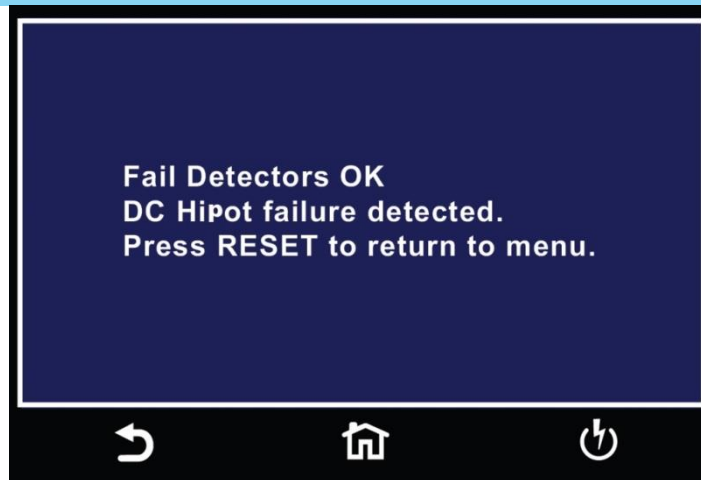 Fail Detectors OK
DC Hipot failure detected.
Press RESET to return to menu.